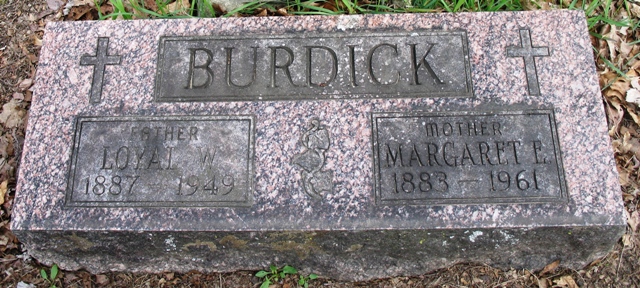 BURDICK
FATHER
LOYAL W.
1887 - 1949
MOTHER
MARGARET E.
1883 - 1961